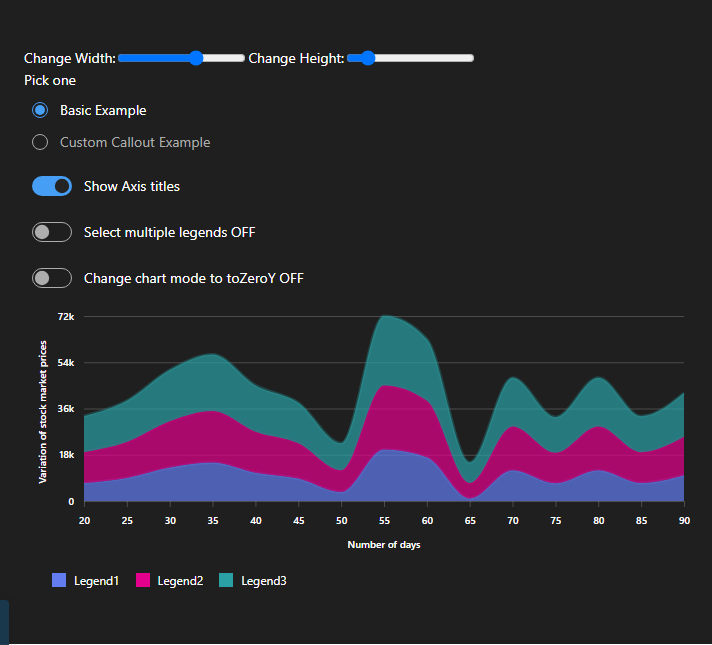 Change Width: Change Height:
Pick one
Basic Example
Custom Callout Example
Show Axis titles
Select multiple legends OFF
Change chart mode to toZeroY OFF
Variation of stock market prices
72k
54k
36k
18k
0
20 25 30 35 40 45 50 55 60 65 70 75 80 85 90
Number of days
Legend1 Legend2 Legend3